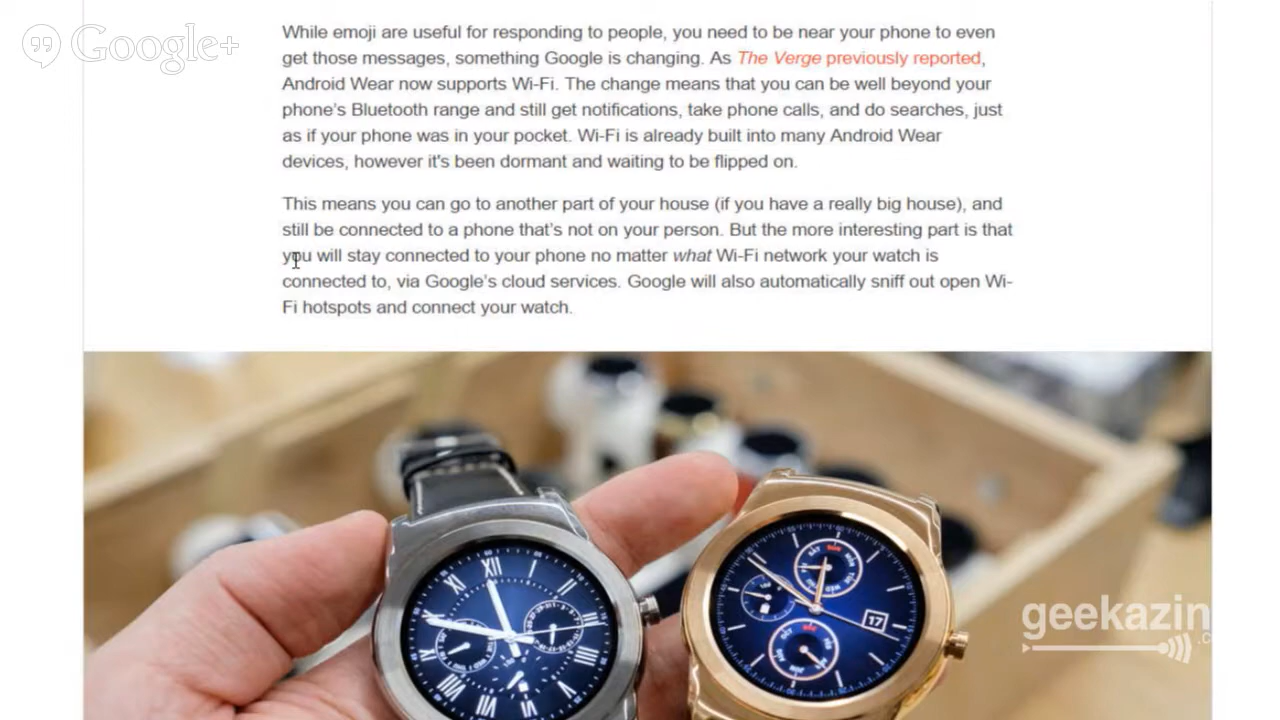 Google+
While emoji are useful for responding to people, you need to be near your phone to even
get those messages, something Google is changing. As The Verge previously reported,
Android Wear now supports Wi-Fi. The change means that you can be well beyond your
phone's Bluetooth range and still get notifications, take phone calls, and do searches, just
as if your phone was in your pocket. Wi-Fi is already built into many Android Wear
devices, however it's been dormant and waiting to be flipped on.
This means you can go to another part of your house (if you have a really big house), and
still be connected to a phone that's not on your person. But the more interesting part is that
you will stay connected to your phone no matter what Wi-Fi network your watch is
connected to, via Google's cloud services. Google will also automatically sniff out open Wi-
Fi hotspots and connect your watch.
XI XII I
III
IIII
VII
VIII
17
geekazin
.c